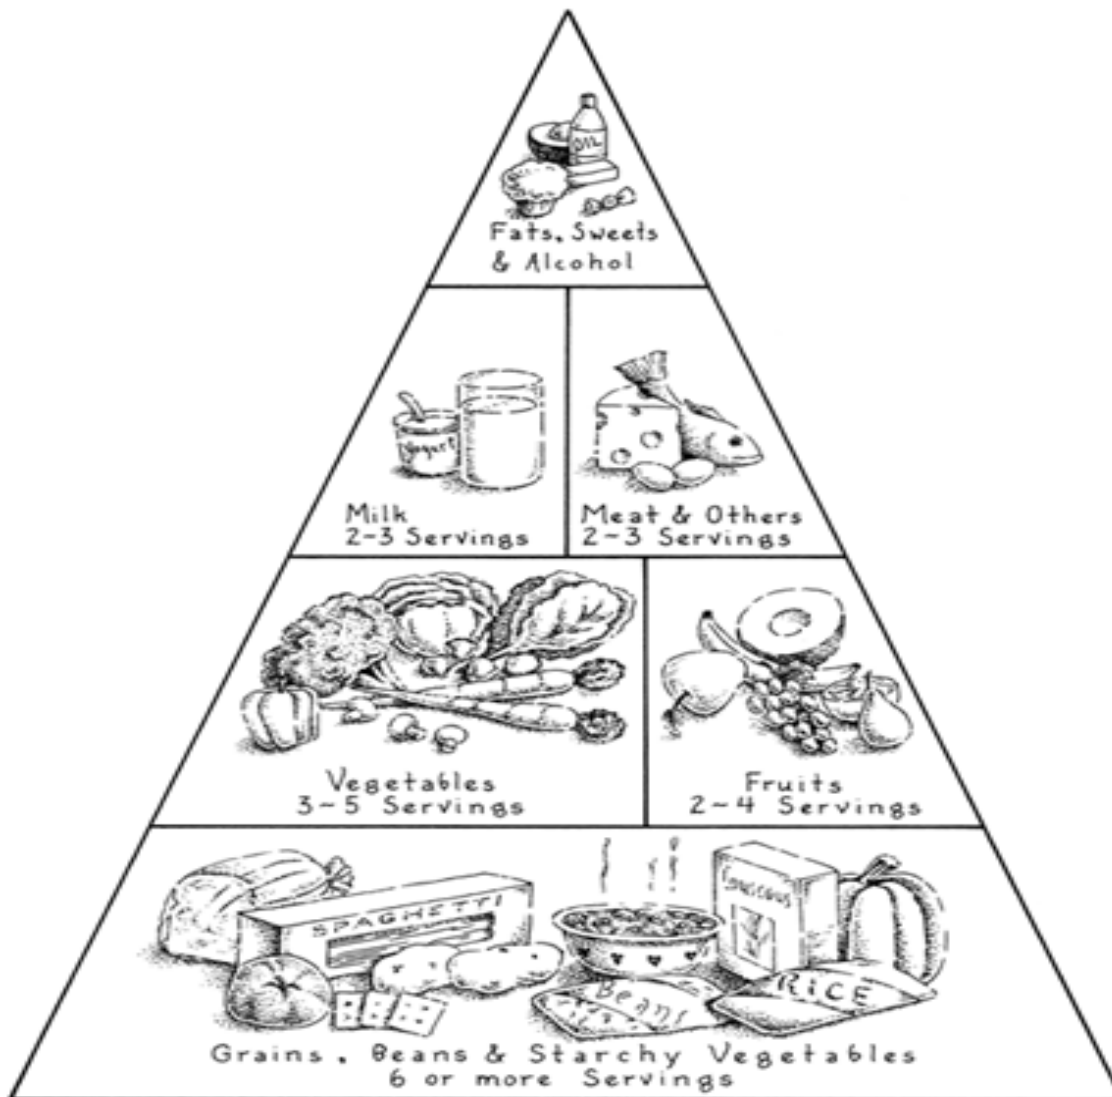 OIL
Fats, Sweets
& Alcohol
Yogurt
Milk
2-3 Servings
Meat & Others
2-3 Servings
Vegetables
3-5 Servings
Fruits
2-4 Servings
SPAGHETTI
Couscous
Beans
RICE
Grains, Beans & Starchy Vegetables
6 or more Servings